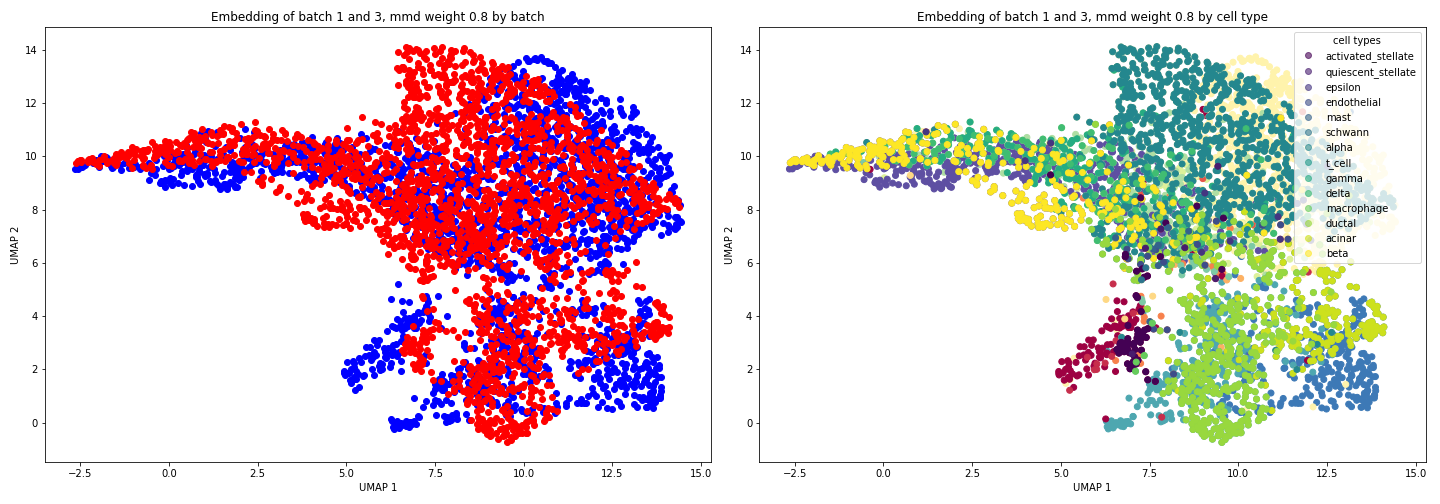 Embedding of batch 1 and 3, mmd weight 0.8 by batch
14
12
10
8
6
4
2
0
UMAP 2
−2.5 0.0 2.5 5.0 7.5 10.0 12.5 15.0
UMAP 1
Embedding of batch 1 and 3, mmd weight 0.8 by cell type
14
12
10
8
6
4
2
0
UMAP 2
−2.5 0.0 2.5 5.0 7.5 10.0 12.5 15.0
UMAP 1
cell types
activated_stellate
quiescent_stellate
epsilon
endothelial
mast
schwann
alpha
t_cell
gamma
delta
macrophage
ductal
acinar
beta